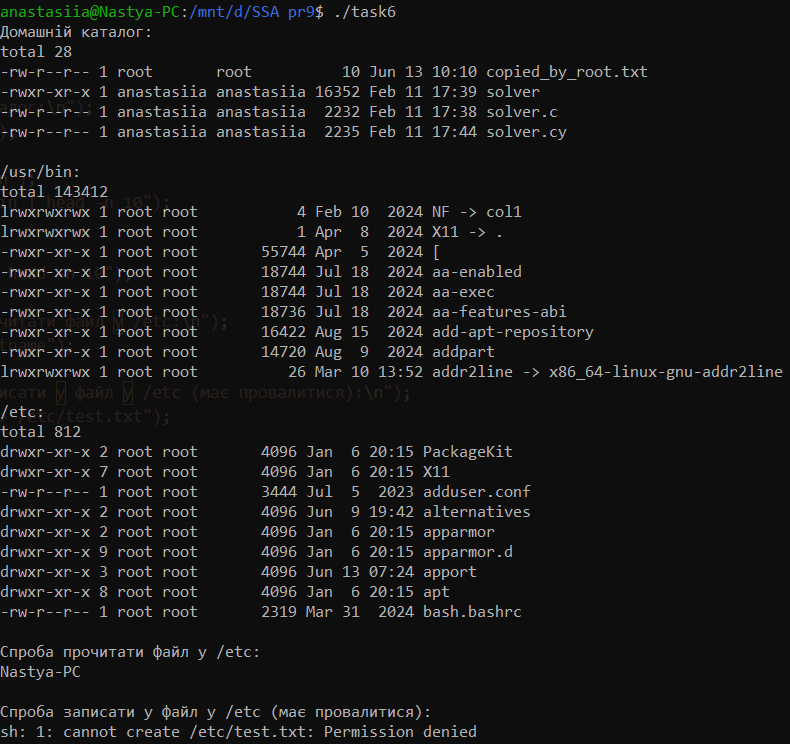 anastasiia@Nastya-PC:/mnt/d/SSA pr9$ ./task6
Домашній каталог:
total 28
-rw-r--r-- 1 root       root          10 Jun 13 10:10 copied_by_root.txt
-rwxr-xr-x 1 anastasiia anastasiia 16352 Feb 11 17:39 solver
-rw-r--r-- 1 anastasiia anastasiia  2232 Feb 11 17:38 solver.c
-rw-r--r-- 1 anastasiia anastasiia  2235 Feb 11 17:44 solver.cy
/usr/bin:
total 143412
lrwxrwxrwx 1 root root           4 Feb 10  2024 NF -> col1
lrwxrwxrwx 1 root root           1 Apr  8  2024 X11 -> .
-rwxr-xr-x 1 root root       55744 Apr  5  2024 [
-rwxr-xr-x 1 root root       18744 Jul 18  2024 aa-enabled
-rwxr-xr-x 1 root root       18744 Jul 18  2024 aa-exec
-rwxr-xr-x 1 root root       18736 Jul 18  2024 aa-features-abi
-rwxr-xr-x 1 root root       16422 Aug 15  2024 add-apt-repository
-rwxr-xr-x 1 root root       14720 Aug  9  2024 addpart
lrwxrwxrwx 1 root root          26 Mar 10 13:52 addr2line -> x86_64-linux-gnu-addr2line
/etc:
total 812
drwxr-xr-x 2 root root       4096 Jan  6 20:15 PackageKit
drwxr-xr-x 7 root root       4096 Jan  6 20:15 X11
-rw-r--r-- 1 root root       3444 Jul  5  2023 adduser.conf
drwxr-xr-x 2 root root       4096 Jun  9 19:42 alternatives
drwxr-xr-x 2 root root       4096 Jan  6 20:15 apparmor
drwxr-xr-x 9 root root       4096 Jan  6 20:15 apparmor.d
drwxr-xr-x 3 root root       4096 Jun 13 07:24 apport
drwxr-xr-x 8 root root       4096 Jan  6 20:15 apt
-rw-r--r-- 1 root root       2319 Mar 31  2024 bash.bashrc
Спроба прочитати файл у /etc:
Nastya-PC
Спроба записати у файл у /etc (має провалитися):
sh: 1: cannot create /etc/test.txt: Permission denied